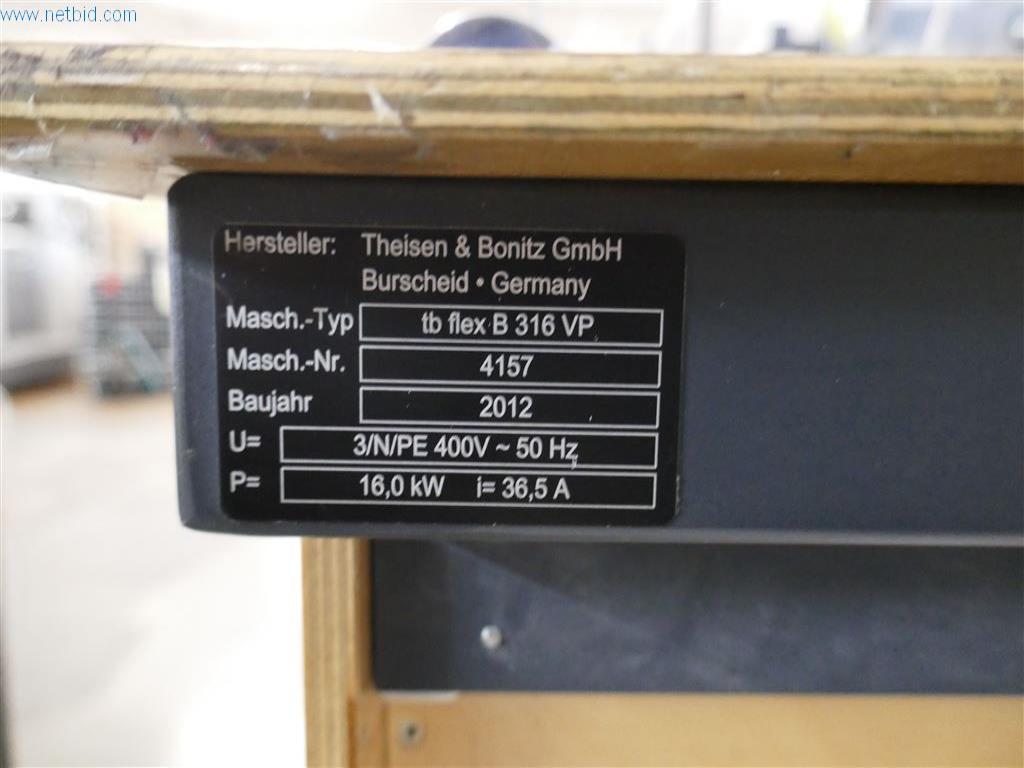 www.netbid.com
Hersteller: Theisen & Bonitz GmbH
Burscheid • Germany
Masch.-Typ tb flex B 316 VP
Masch.-Nr. 4157
Baujahr 2012
U= 3/N/PE 400V ~ 50 Hz
P= 16,0 kW i= 36,5 A